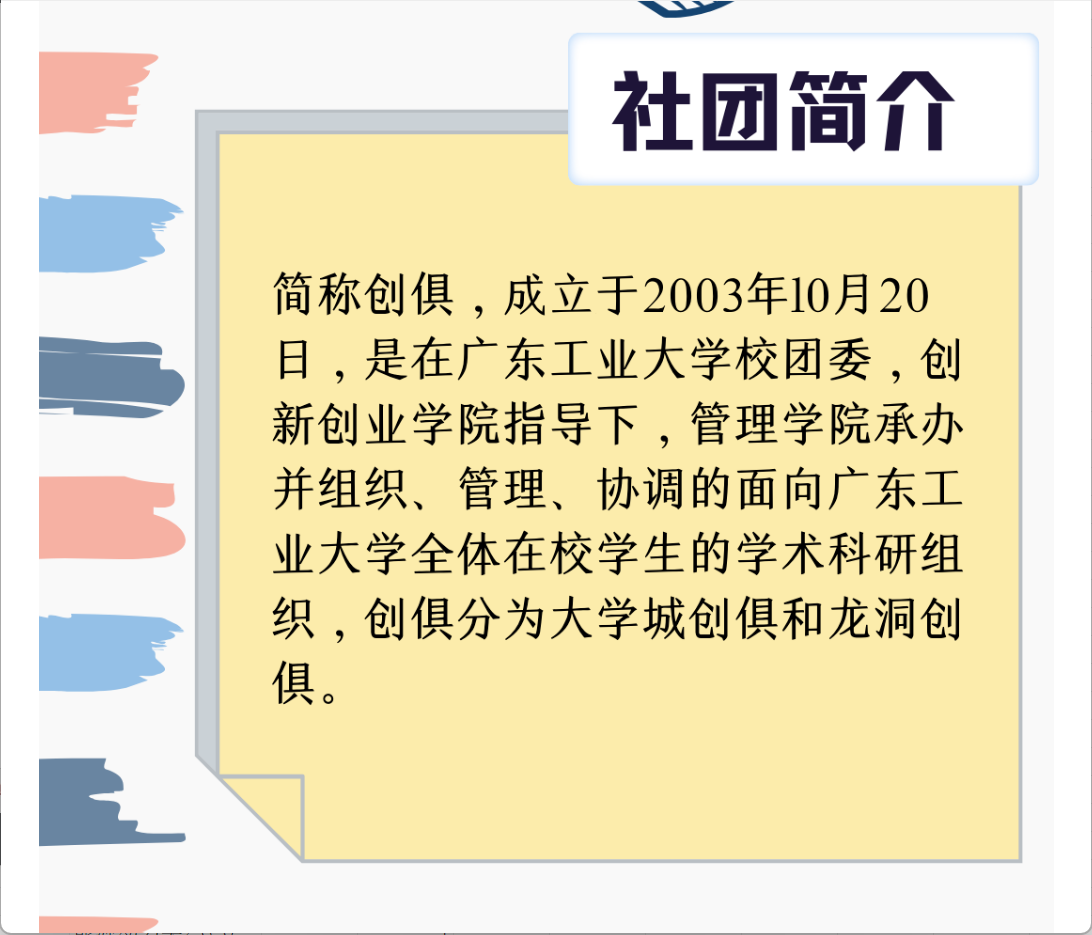 社团简介
简称创俱，成立于2003年10月20
日，是在广东工业大学校团委，创
新创业学院指导下，管理学院承办
并组织、管理、协调的面向广东工
业大学全体在校学生的学术科研组
织，创俱分为大学城创俱和龙洞创
俱。